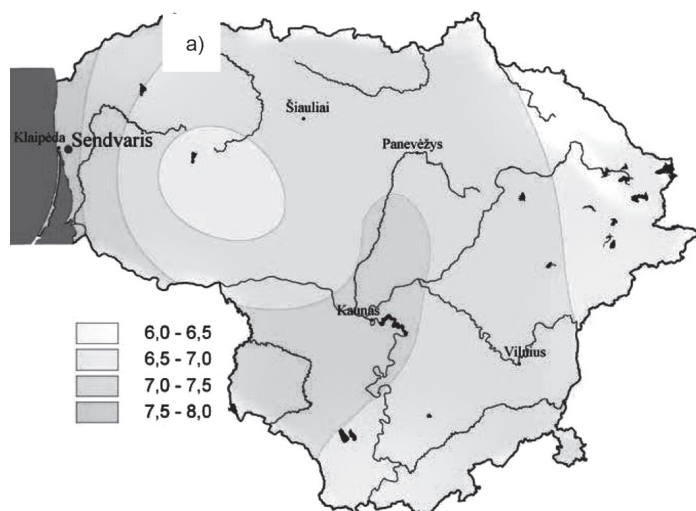 a)
Šiauliai
Klaipėda
Sendvaris
Panevėžys
Kaunas
Vilnius
6,0 - 6,5
6,5 - 7,0
7,0 - 7,5
7,5 - 8,0